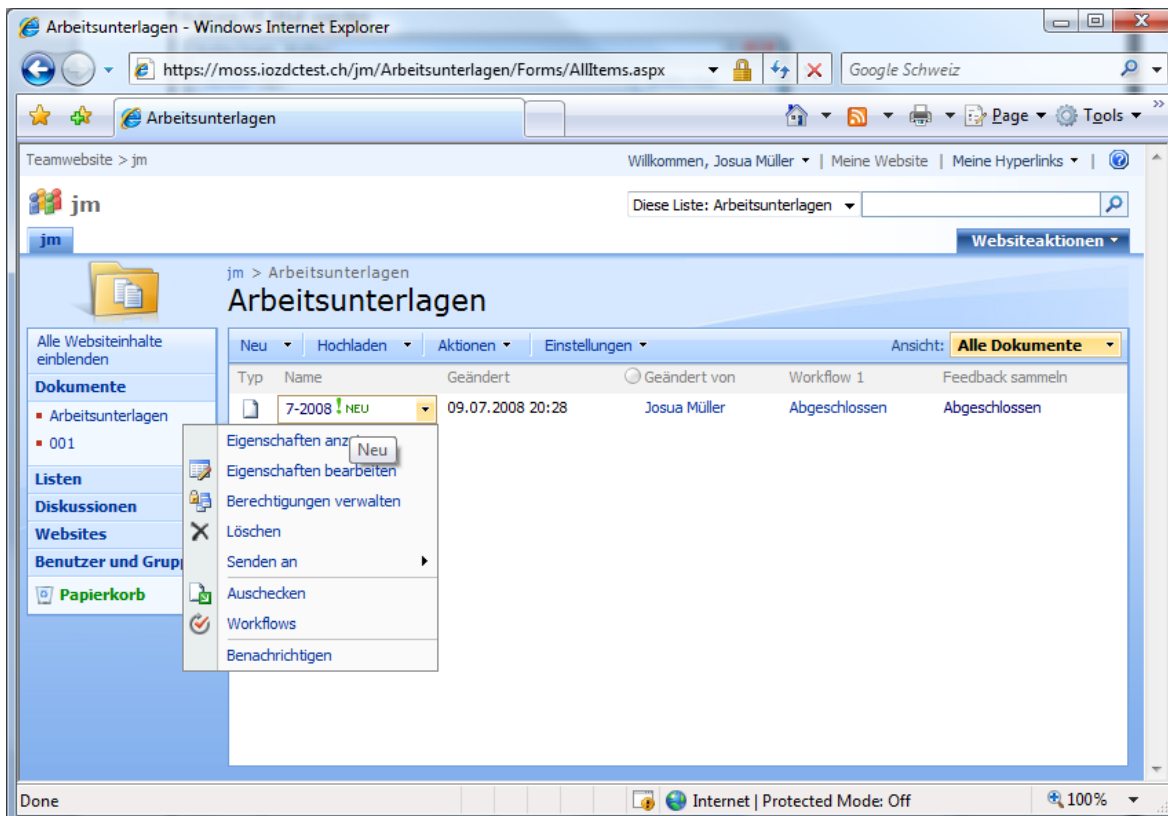 Arbeitsunterlagen - Windows Internet Explorer
https://moss.iozdctest.ch/jm/Arbeitsunterlagen/Forms/AllItems.aspx
Google Schweiz
Arbeitsunterlagen
Page
Tools
Teamwebsite > jm
Willkommen, Josua Müller | Meine Website | Meine Hyperlinks |
jm
Diese Liste: Arbeitsunterlagen
jm
Websiteaktionen
jm > Arbeitsunterlagen
Arbeitsunterlagen
Alle Websiteinhalte
einblenden
Neu Hochladen Aktionen Einstellungen Ansicht: Alle Dokumente
Dokumente
Typ Name Geändert Geändert von Workflow 1 Feedback sammeln
Arbeitsunterlagen
7-2008 ! NEU 09.07.2008 20:28 Josua Müller Abgeschlossen Abgeschlossen
001
Listen
Diskussionen
Websites
Benutzer und
Papierkorb
Eigenschaften
Neu
Eigenschaften bearbeiten
Berechtigungen verwalten
Löschen
Senden an
Auschecken
Workflows
Benachrichtigen
Done
Internet | Protected Mode: Off
100%